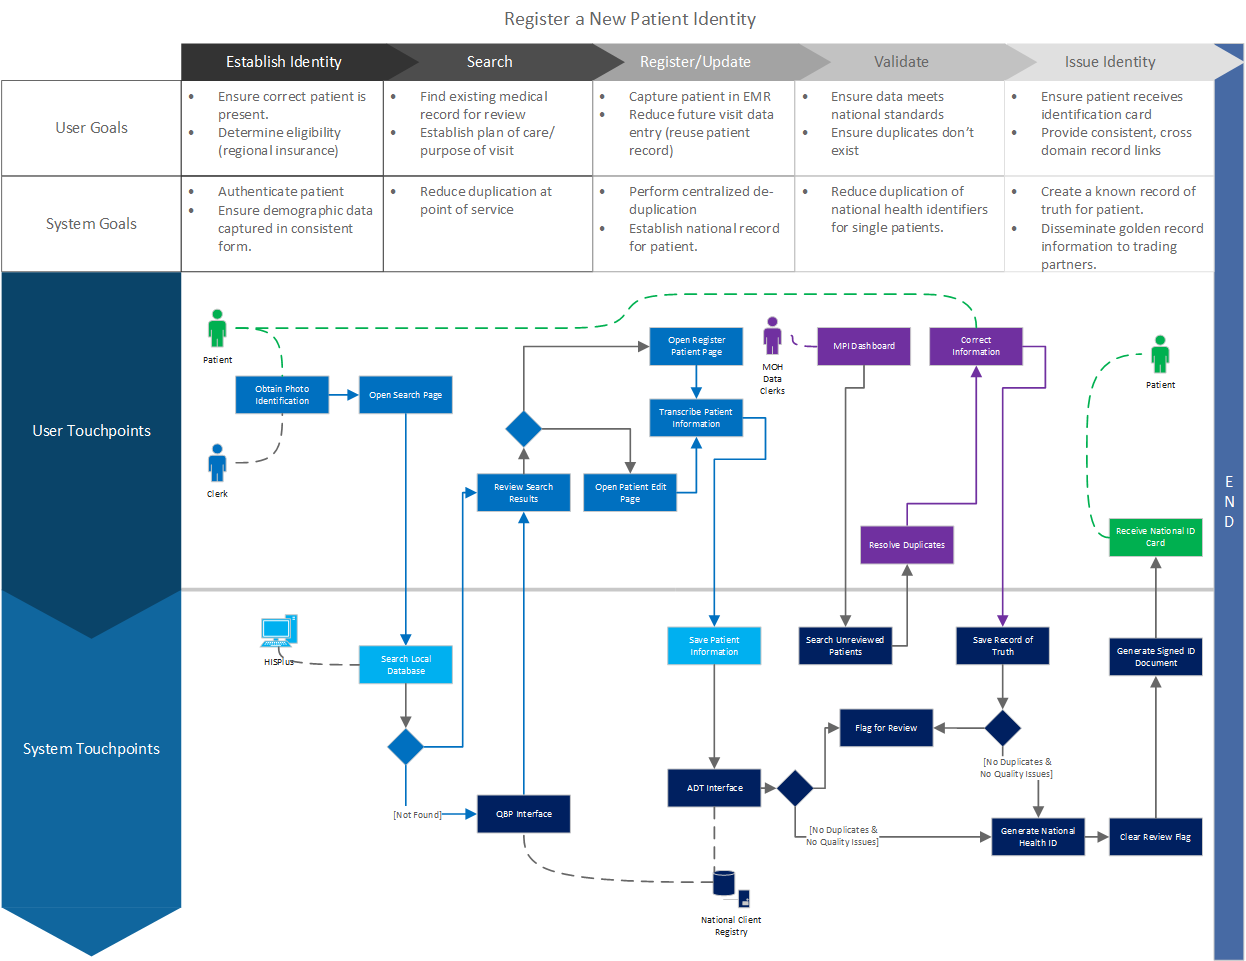 Register a New Patient Identity
Establish Identity
Search
Register/Update
Validate
Issue Identity
User Goals
• Ensure correct patient is
present.
• Determine eligibility
(regional insurance)
• Find existing medical
record for review
• Establish plan of care/
purpose of visit
• Capture patient in EMR
• Reduce future visit data
entry (reuse patient
record)
• Ensure data meets
national standards
• Ensure duplicates don't
exist
• Ensure patient receives
identification card
• Provide consistent, cross
domain record links
System Goals
• Authenticate patient
• Ensure demographic data
captured in consistent
form.
• Reduce duplication at
point of service
• Perform centralized de-
duplication
• Establish national record
for patient.
• Reduce duplication of
national health identifiers
for single patients.
• Create a known record of
truth for patient.
• Disseminate golden record
information to trading
partners.
User Touchpoints
Patient
Obtain Photo
Identification
Open Search Page
Clerk
Review Search
Results
Open Register
Patient Page
Transcribe Patient
Information
Open Patient Edit
Page
MOH
Data
Clerks
MPI Dashboard
Correct
Information
Resolve Duplicates
Patient
Receive National ID
Card
E
N
D
System Touchpoints
HISPlus
Search Local
Database
[Not Found]
QBP Interface
Save Patient
Information
ADT Interface
National Client
Registry
Search Unreviewed
Patients
Save Record of
Truth
Flag for Review
[No Duplicates &
No Quality Issues]
[No Duplicates &
No Quality Issues]
Generate National
Health ID
Clear Review Flag
Generate Signed ID
Document